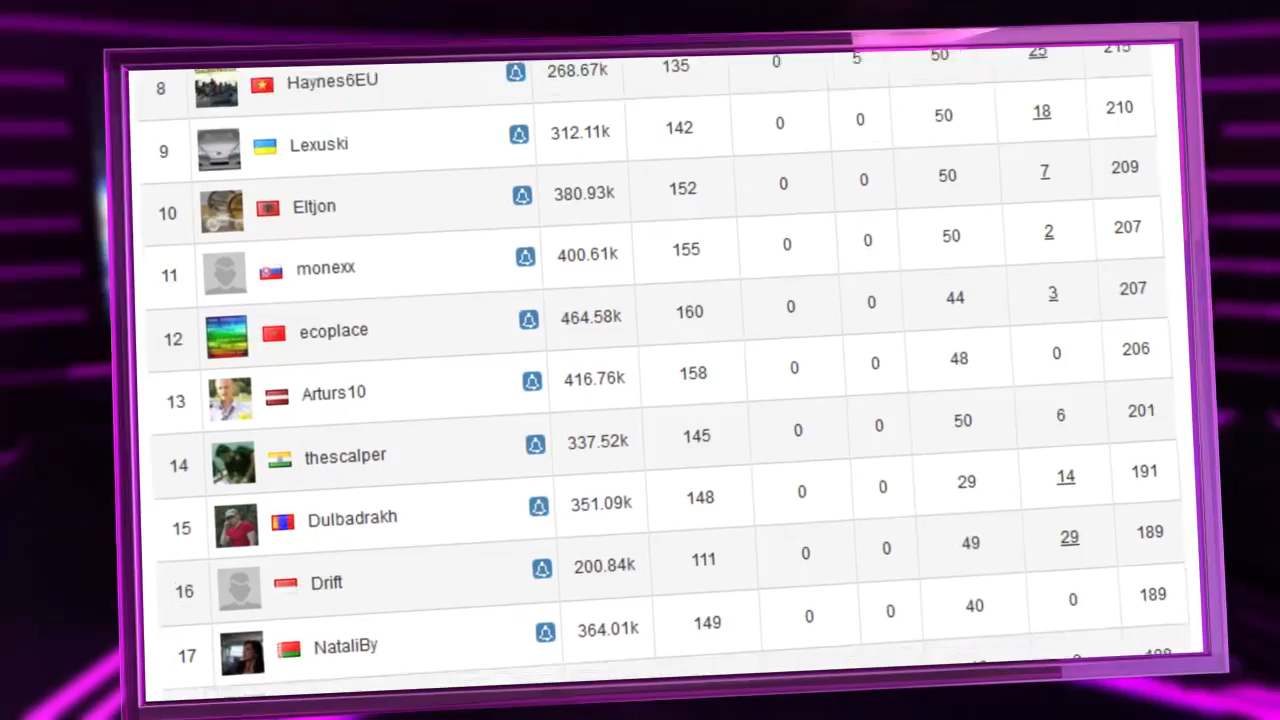 8 Haynes6EU 268.67k 135 0 5 50 25 215
9 Lexuski 312.11k 142 0 0 50 18 210
10 Eltjon 380.93k 152 0 0 50 7 209
11 monexx 400.61k 155 0 0 50 2 207
12 ecoplace 464.58k 160 0 0 44 3 207
13 Arturs10 416.76k 158 0 0 48 0 206
14 thescalper 337.52k 145 0 0 50 6 201
15 Dulbadrakh 351.09k 148 0 0 29 14 191
16 Drift 200.84k 111 0 0 49 29 189
17 NataliBy 364.01k 149 0 0 40 0 189